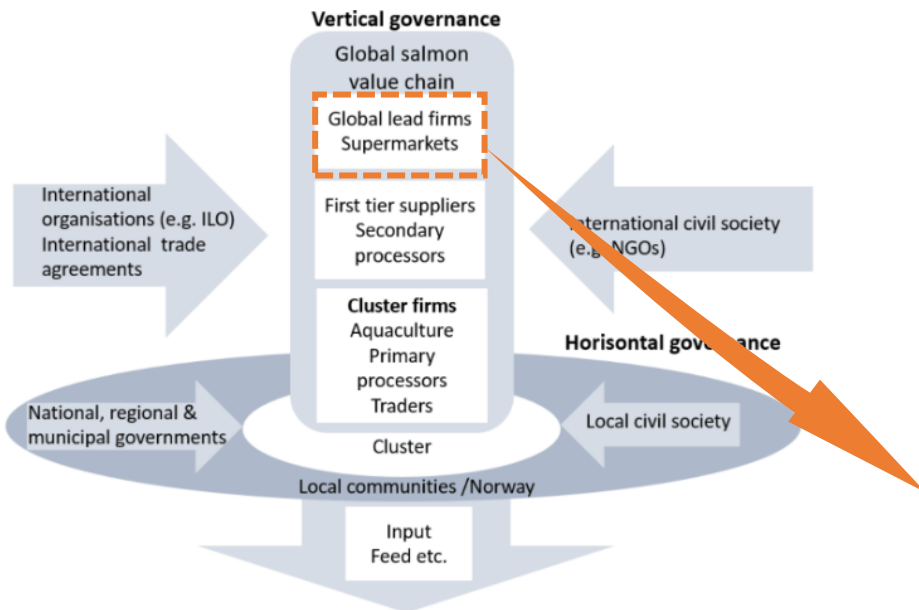 Vertical governance
Global salmon
value chain
Global lead firms
Supermarkets
International
organisations (e.g. ILO)
International trade
agreements
First tier suppliers
Secondary
processors
International civil society
(e.g. NGOs)
Cluster firms
Aquaculture
Primary
processors
Traders
Horisontal governance
National, regional &
municipal governments
Local civil society
Cluster
Local communities /Norway
Input
Feed etc.